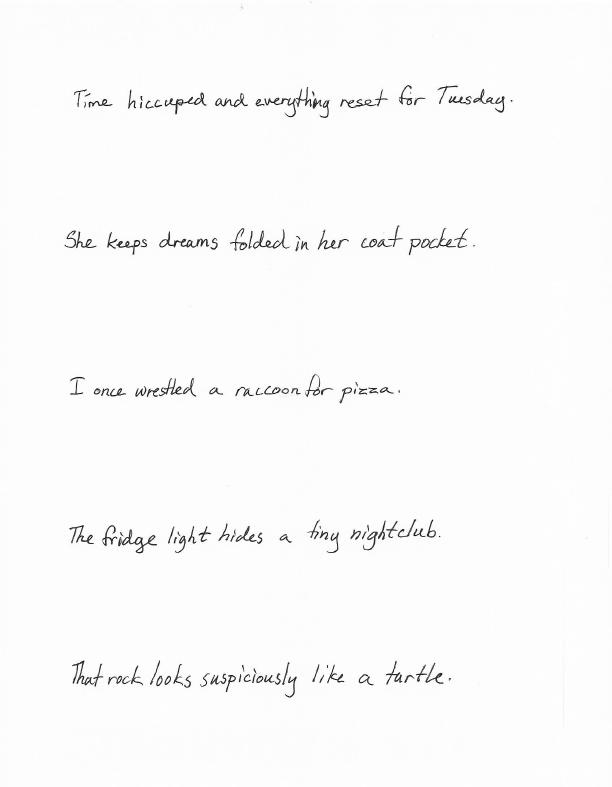 Time hiccuped and everything reset for Tuesday.
She keeps dreams folded in her coat pocket.
I once wrestled a raccoon for pizza.
The fridge light hides a tiny nightclub.
That rock looks suspiciously like a turtle.